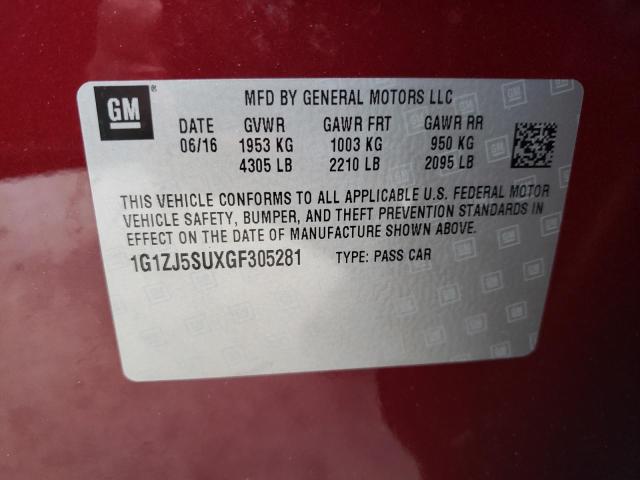 GM ®
MFD BY GENERAL MOTORS LLC
DATE GVWR GAWR FRT GAWR RR
06/16 1953 KG 1003 KG 950 KG
4305 LB 2210 LB 2095 LB
THIS VEHICLE CONFORMS TO ALL APPLICABLE U.S. FEDERAL MOTOR
VEHICLE SAFETY, BUMPER, AND THEFT PREVENTION STANDARDS IN
EFFECT ON THE DATE OF MANUFACTURE SHOWN ABOVE.
1G1ZJ5SUXGF305281 TYPE: PASS CAR